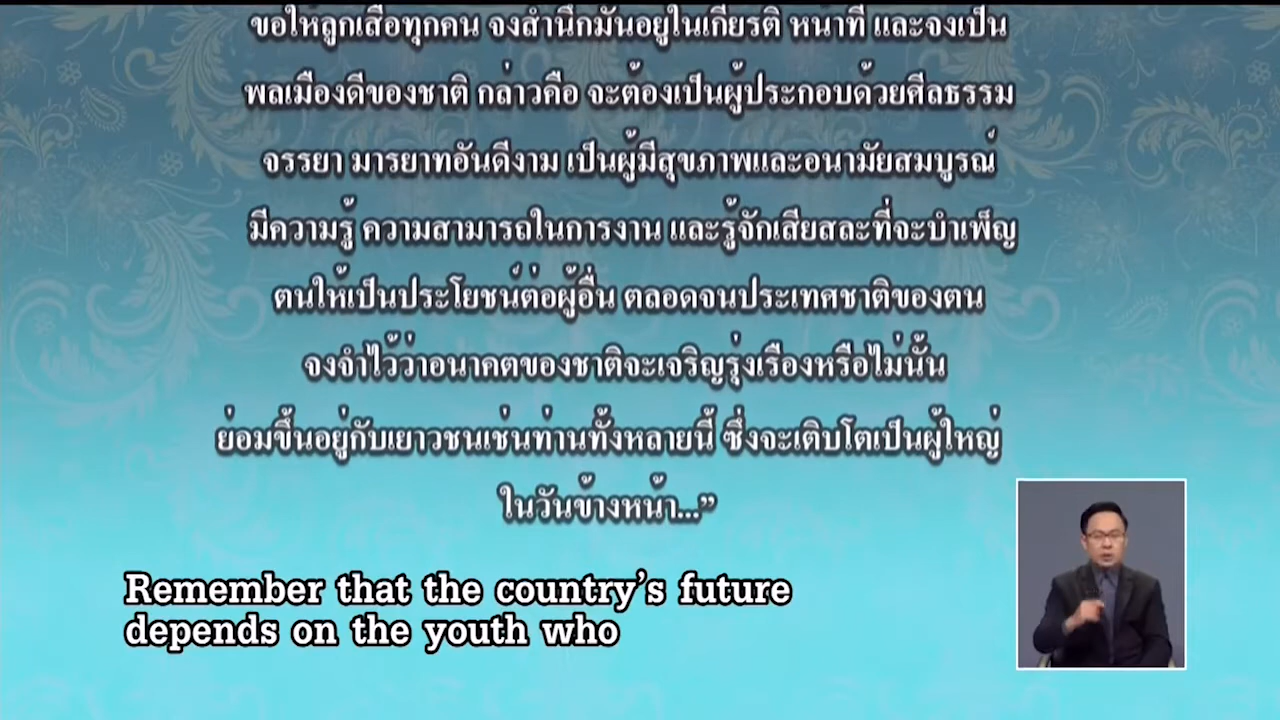 ขอให้ลูกเสือทุกคน จงสำนึกมั่นอยู่ในเกียรติ หน้าที่ และจงเป็น
พลเมืองดีของชาติ กล่าวคือ จะต้องเป็นผู้ประกอบด้วยศีลธรรม
จรรยา มารยาทอันดีงาม เป็นผู้มีสุขภาพและอนามัยสมบูรณ์
มีความรู้ ความสามารถในการงาน และรู้จักเสียสละที่จะบำเพ็ญ
ตนให้เป็นประโยชน์ต่อผู้อื่น ตลอดจนประเทศชาติของตน
จงจำไว้ว่าอนาคตของชาติจะเจริญรุ่งเรืองหรือไม่นั้น
ย่อมขึ้นอยู่กับเยาวชนเช่นท่านทั้งหลายนี้ ซึ่งจะเติบโตเป็นผู้ใหญ่
ในวันข้างหน้า...”
Remember that the country’s future
depends on the youth who